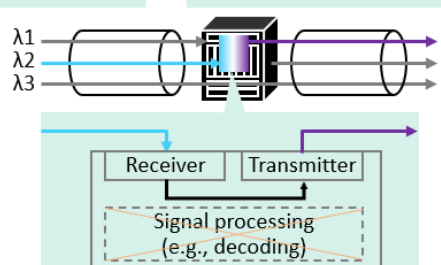 λ1
λ2
λ3
Receiver
Transmitter
Signal processing
(e.g., decoding)